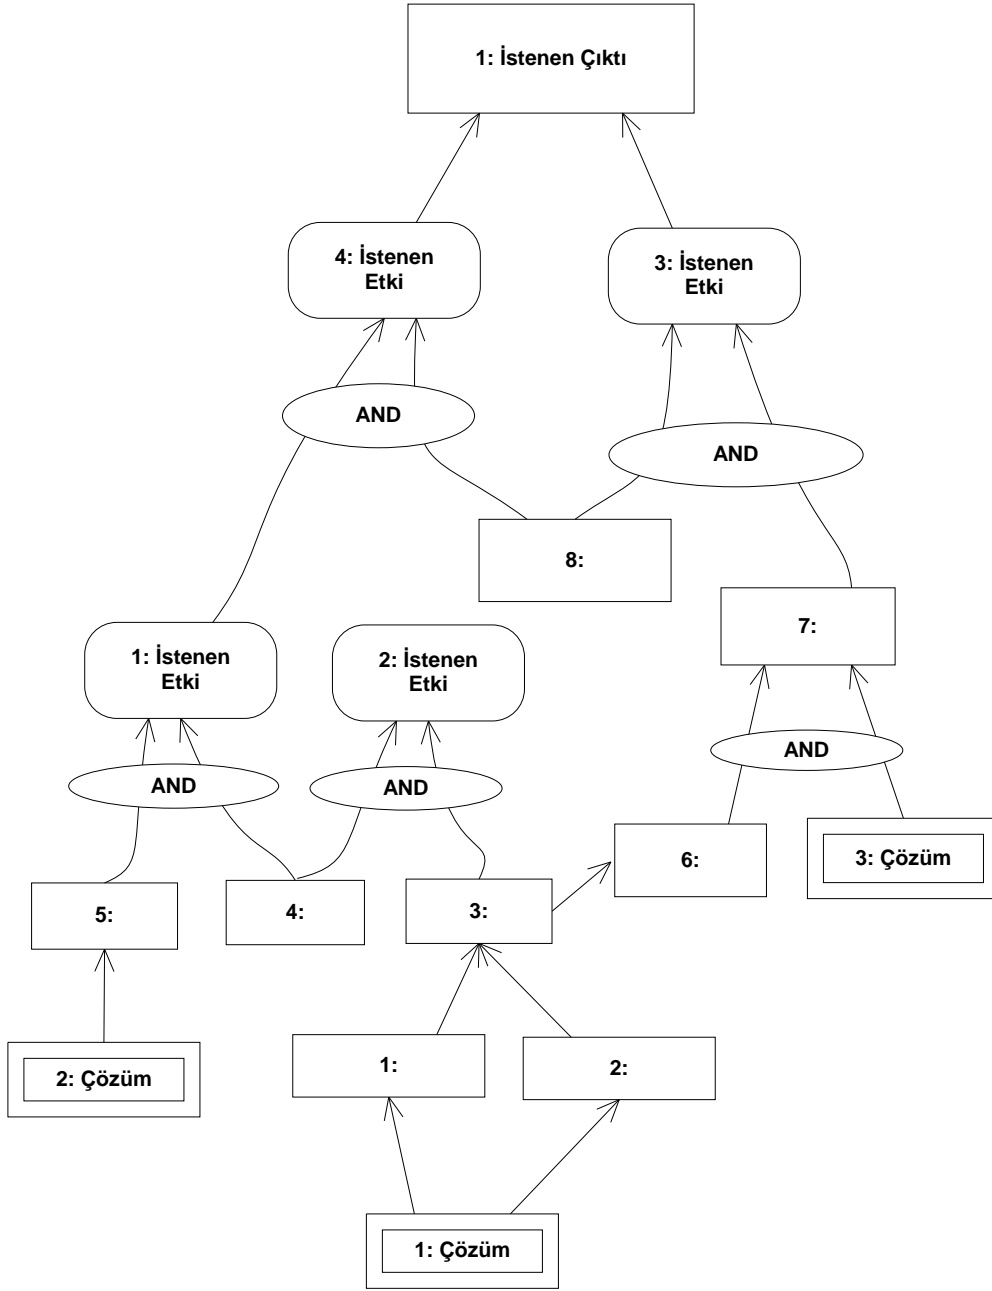 1: İstenen Çıktı
4: İstenen
Etki
3: İstenen
Etki
AND
AND
8:
7:
1: İstenen
Etki
2: İstenen
Etki
AND
AND
AND
6:
3: Çözüm
5:
4:
3:
2: Çözüm
1:
2:
1: Çözüm